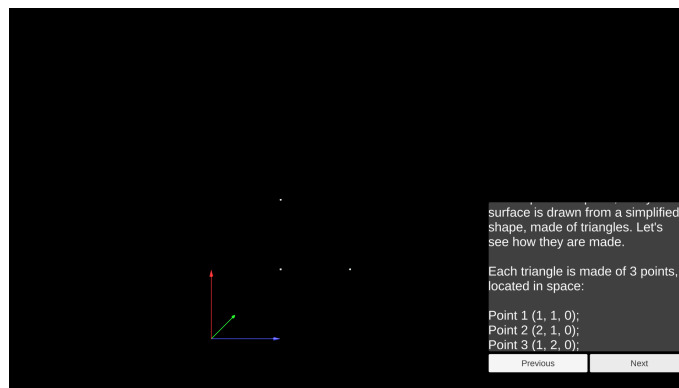 surface is drawn from a simplified
shape, made of triangles. Let's
see how they are made.
Each triangle is made of 3 points,
located in space:
Point 1 (1, 1, 0);
Point 2 (2, 1, 0);
Point 3 (1, 2, 0);
Previous
Next